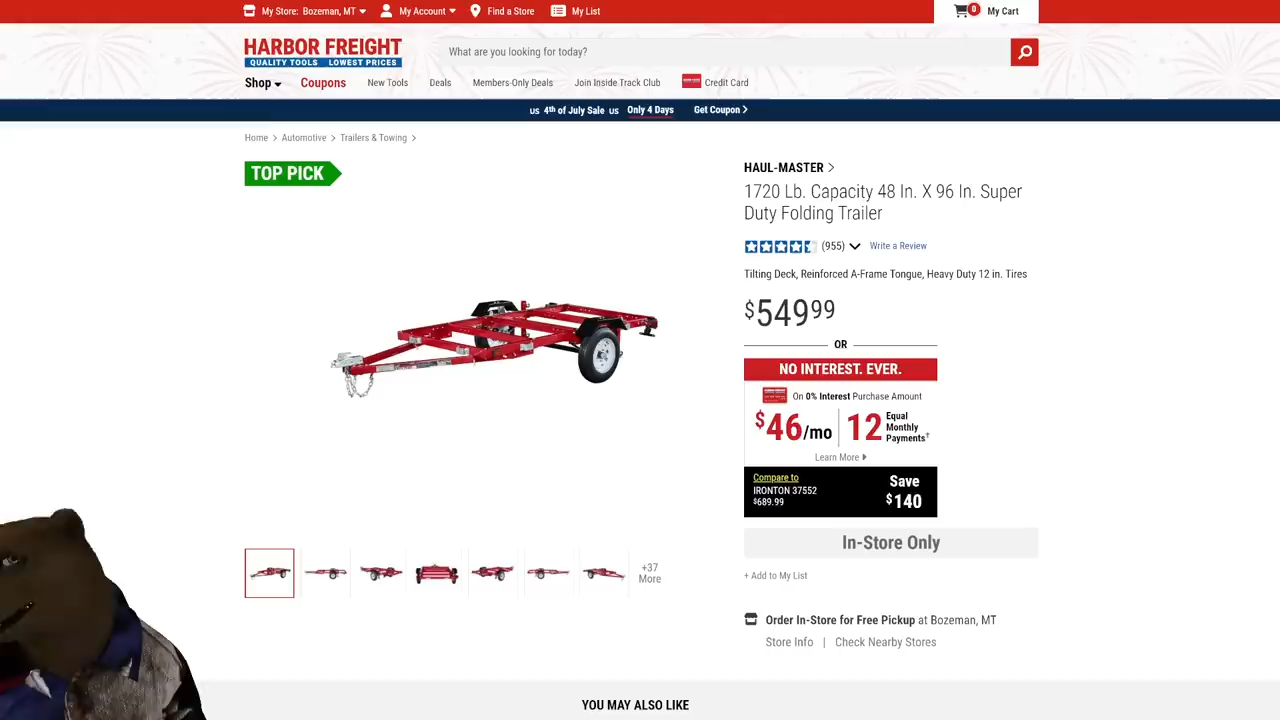 My Store: Bozeman, MT
My Account
Find a Store
My List
0
My Cart
HARBOR FREIGHT
QUALITY TOOLS LOWEST PRICES
What are you looking for today?
Shop
Coupons
New Tools
Deals
Members-Only Deals
Join Inside Track Club
Credit Card
US 4th of July Sale US Only 4 Days Get Coupon >
Home > Automotive > Trailers & Towing >
TOP PICK
HAUL-MASTER >
1720 Lb. Capacity 48 In. X 96 In. Super
Duty Folding Trailer
(955)
Write a Review
Tilting Deck, Reinforced A-Frame Tongue, Heavy Duty 12 in. Tires
$549 99
OR
NO INTEREST. EVER.
On 0% Interest Purchase Amount
$46/mo
12
Equal
Monthly
Payments†
Learn More
Compare to
IRONTON 37552
$689.99
Save
$140
In-Store Only
+ Add to My List
+37
More
Order In-Store for Free Pickup at Bozeman, MT
Store Info | Check Nearby Stores
YOU MAY ALSO LIKE